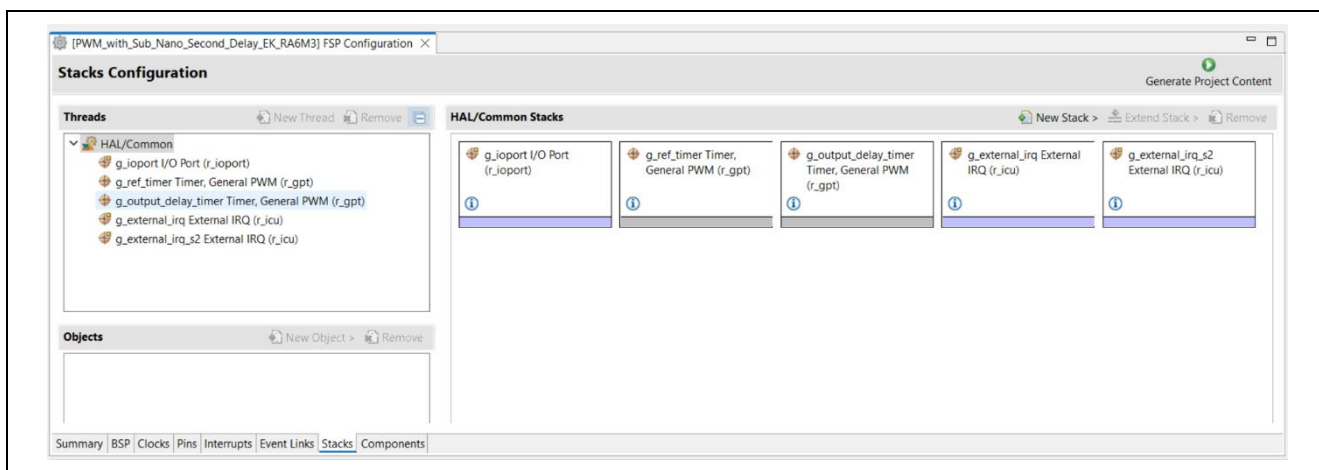 [PWM_with_Sub_Nano_Second_Delay_EK_RA6M3] FSP Configuration
Stacks Configuration
Generate Project Content
Threads
New Thread
Remove
HAL/Common
g_ioport I/O Port (r_ioport)
g_ref_timer Timer, General PWM (r_gpt)
g_output_delay_timer Timer, General PWM (r_gpt)
g_external_irq External IRQ (r_icu)
g_external_irq_s2 External IRQ (r_icu)
Objects
New Object >
Remove
HAL/Common Stacks
New Stack >
Extend Stack >
Remove
g_ioport I/O Port
(r_ioport)
g_ref_timer Timer,
General PWM (r_gpt)
g_output_delay_timer
Timer, General PWM
(r_gpt)
g_external_irq External
IRQ (r_icu)
g_external_irq_s2
External IRQ (r_icu)
Summary BSP Clocks Pins Interrupts Event Links Stacks Components